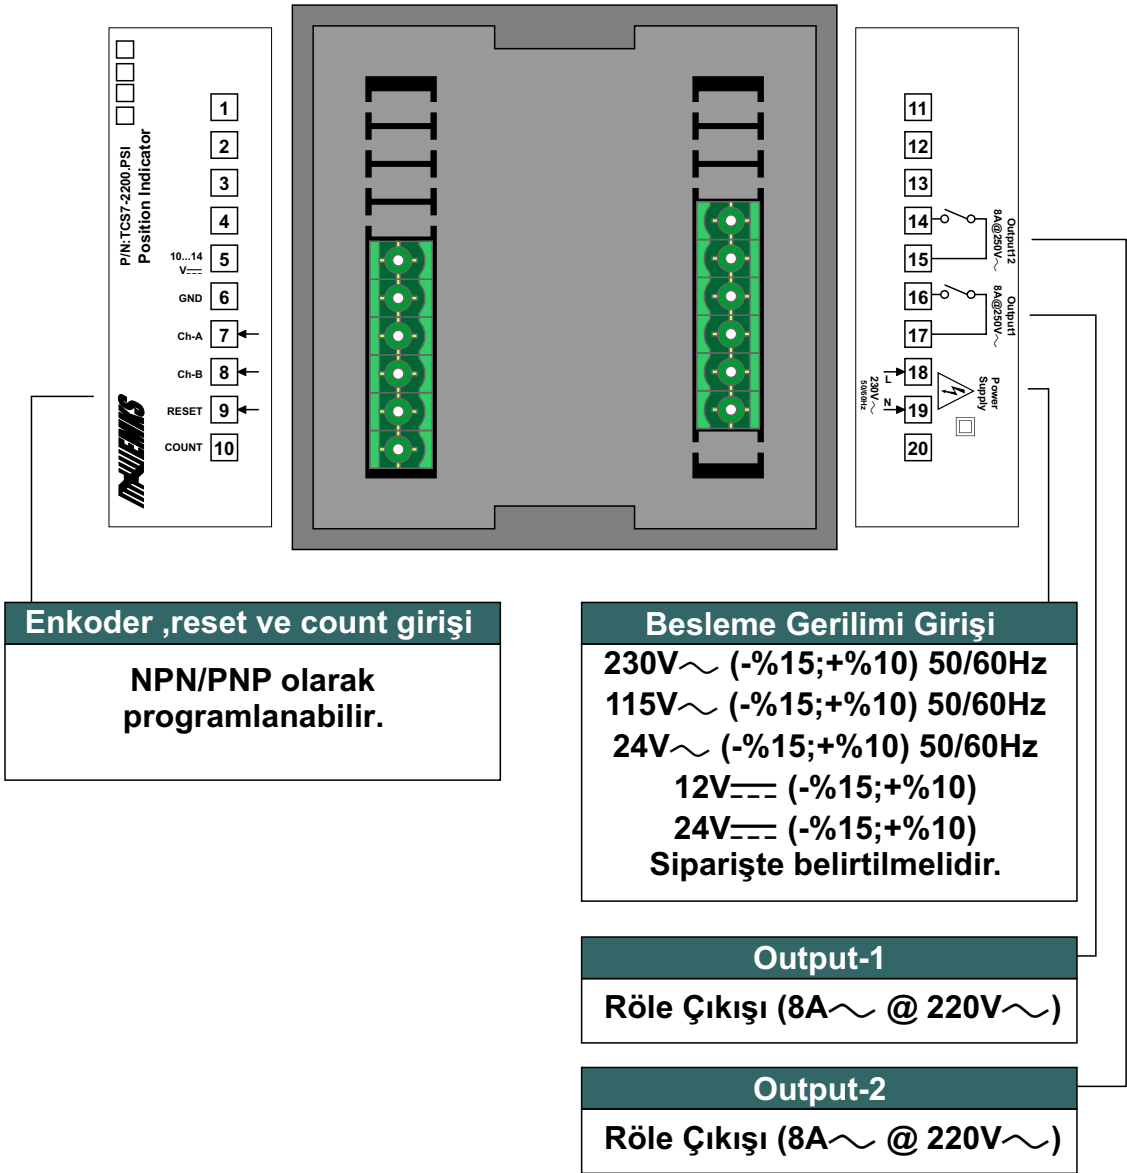 P/N:TCS7-2200.PSI
Position Indicator
1
2
3
4
10...14
V
5
GND 6
Ch-A 7
Ch-B 8
RESET 9
COUNT 10
EMKS
11
12
13
14
15
16
17
18
19
20
Output12
8A@250V~
Output1
8A@250V~
Power
Supply
L
N
230V~
50/60Hz
Enkoder ,reset ve count girişi
NPN/PNP olarak
programlanabilir.
Besleme Gerilimi Girişi
230V~ (-%15;+%10) 50/60Hz
115V~ (-%15;+%10) 50/60Hz
24V~ (-%15;+%10) 50/60Hz
12V⎓ (-%15;+%10)
24V⎓ (-%15;+%10)
Siparişte belirtilmelidir.
Output-1
Röle Çıkışı (8A~ @ 220V~)
Output-2
Röle Çıkışı (8A~ @ 220V~)